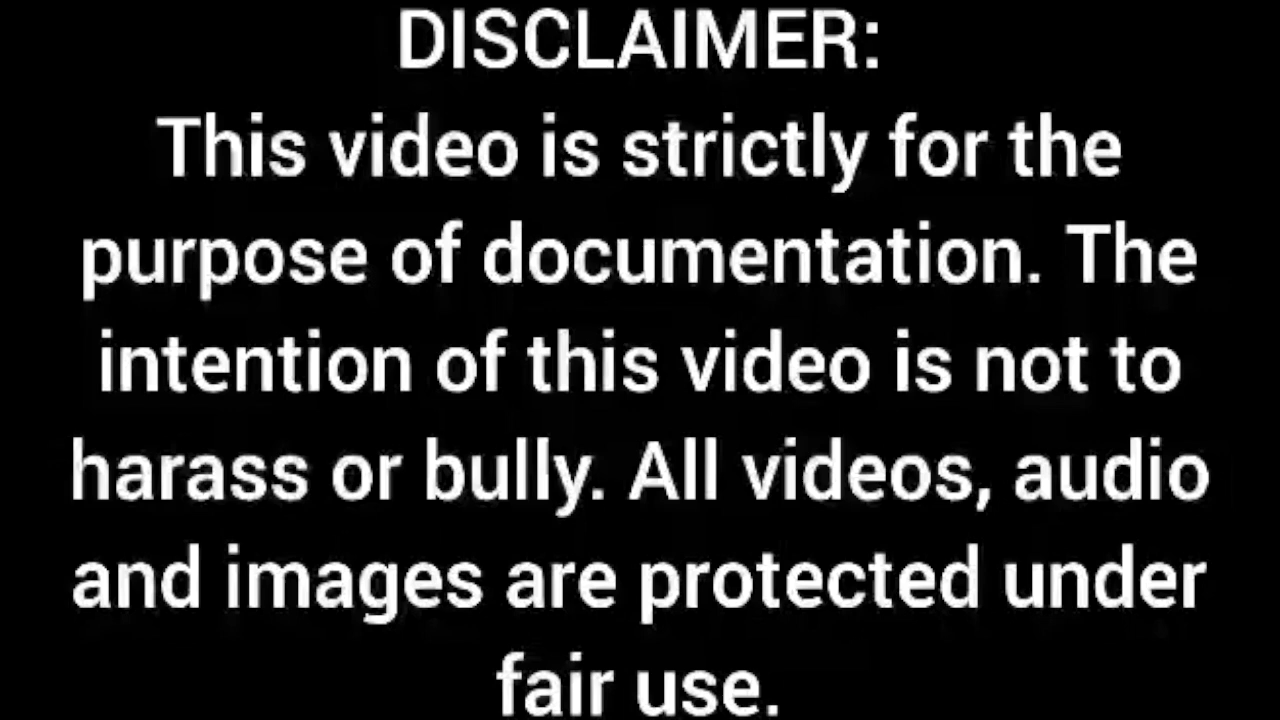 DISCLAIMER:
This video is strictly for the
purpose of documentation. The
intention of this video is not to
harass or bully. All videos, audio
and images are protected under
fair use.